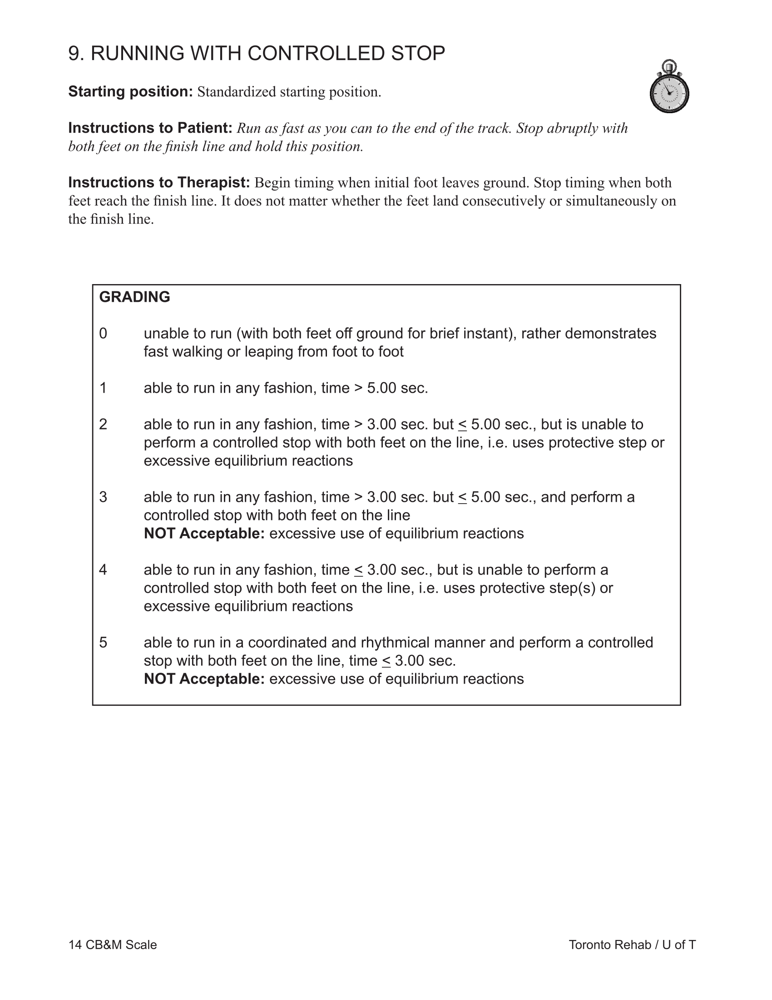 9. RUNNING WITH CONTROLLED STOP
Starting position: Standardized starting position.
Instructions to Patient: Run as fast as you can to the end of the track. Stop abruptly with
both feet on the finish line and hold this position.
Instructions to Therapist: Begin timing when initial foot leaves ground. Stop timing when both
feet reach the finish line. It does not matter whether the feet land consecutively or simultaneously on
the finish line.
GRADING
0 unable to run (with both feet off ground for brief instant), rather demonstrates
fast walking or leaping from foot to foot
1 able to run in any fashion, time > 5.00 sec.
2 able to run in any fashion, time > 3.00 sec. but ≤ 5.00 sec., but is unable to
perform a controlled stop with both feet on the line, i.e. uses protective step or
excessive equilibrium reactions
3 able to run in any fashion, time > 3.00 sec. but ≤ 5.00 sec., and perform a
controlled stop with both feet on the line
NOT Acceptable: excessive use of equilibrium reactions
4 able to run in any fashion, time ≤ 3.00 sec., but is unable to perform a
controlled stop with both feet on the line, i.e. uses protective step(s) or
excessive equilibrium reactions
5 able to run in a coordinated and rhythmical manner and perform a controlled
stop with both feet on the line, time ≤ 3.00 sec.
NOT Acceptable: excessive use of equilibrium reactions
14 CB&M Scale
Toronto Rehab / U of T